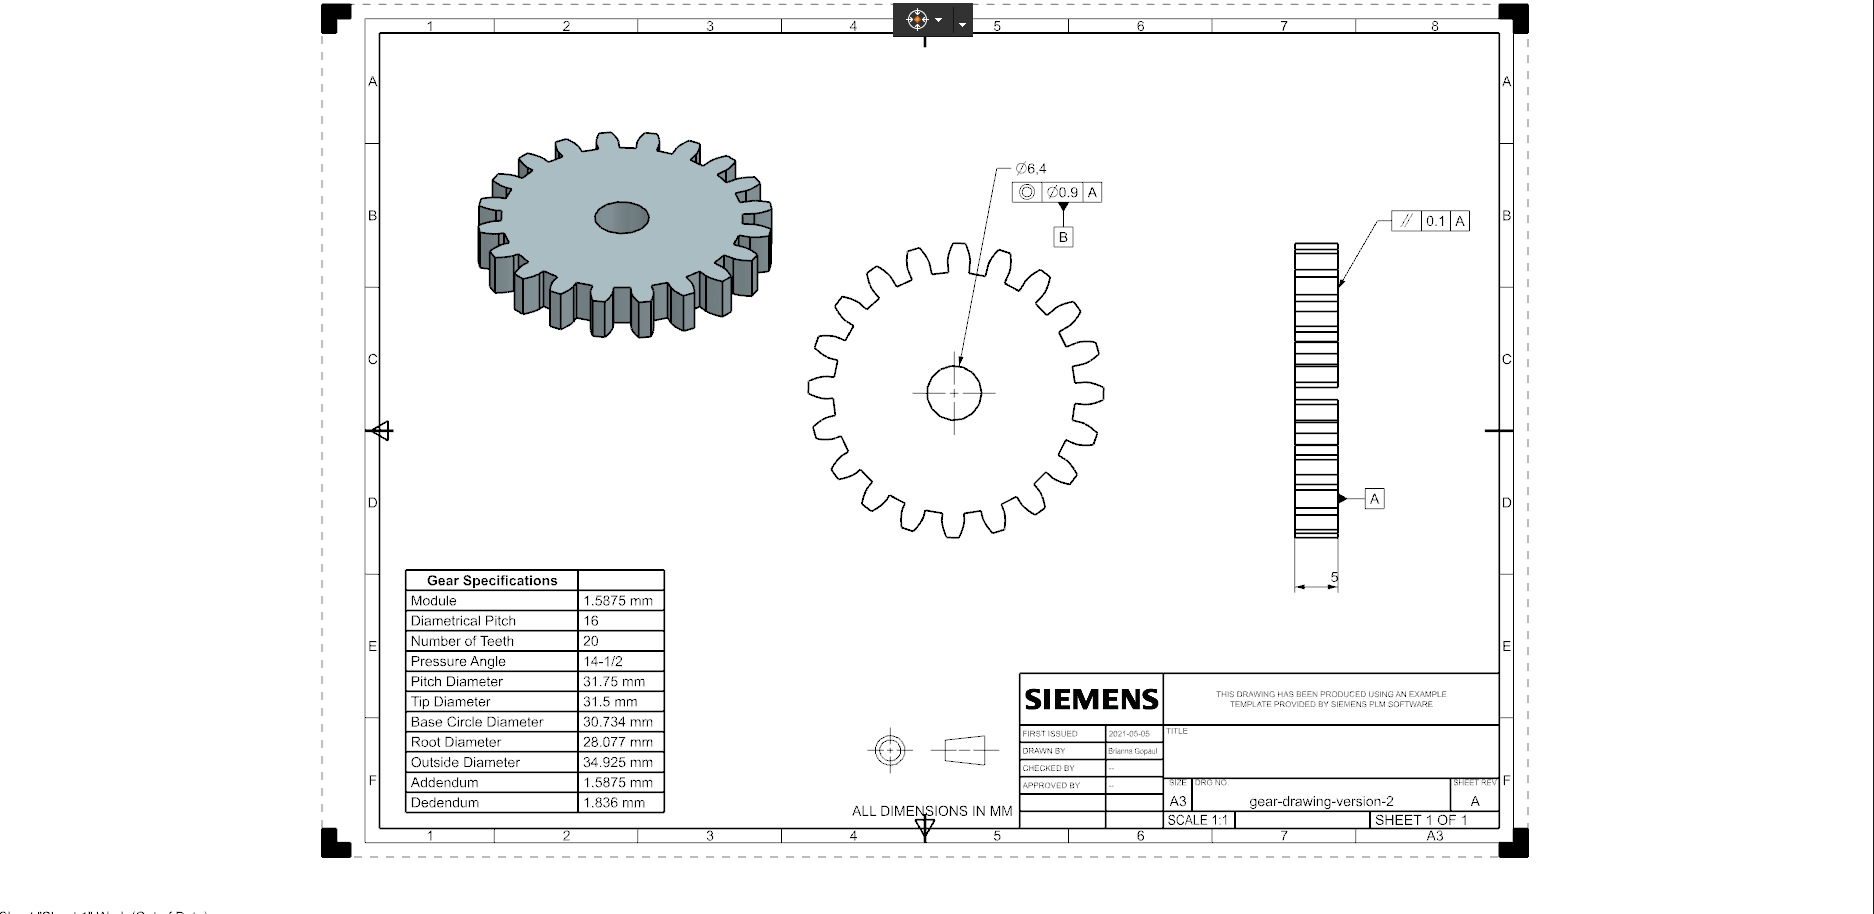 1 2 3 4 5 6 7 8
A A
B B
C C
D D
E E
F F
∅6,4
∅0.9 A
B
// 0.1 A
A
5
Gear Specifications
Module 1.5875 mm
Diametrical Pitch 16
Number of Teeth 20
Pressure Angle 14-1/2
Pitch Diameter 31.75 mm
Tip Diameter 31.5 mm
Base Circle Diameter 30.734 mm
Root Diameter 28.077 mm
Outside Diameter 34.925 mm
Addendum 1.5875 mm
Dedendum 1.836 mm
ALL DIMENSIONS IN MM
SIEMENS
THIS DRAWING HAS BEEN PRODUCED USING AN EXAMPLE
TEMPLATE PROVIDED BY SIEMENS PLM SOFTWARE
FIRST ISSUED 2021-05-05
DRAWN BY Brianna Gopaul
CHECKED BY --
APPROVED BY --
TITLE
SIZE DRG NO. SHEET REV
A3 gear-drawing-version-2 A
SCALE 1:1 SHEET 1 OF 1
1 2 3 4 5 6 7 A3